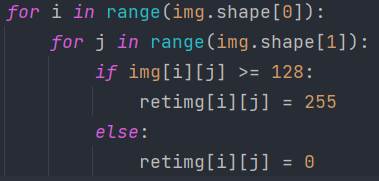 for i in range(img.shape[0]):
    for j in range(img.shape[1]):
        if img[i][j] >= 128:
            retimg[i][j] = 255
        else:
            retimg[i][j] = 0